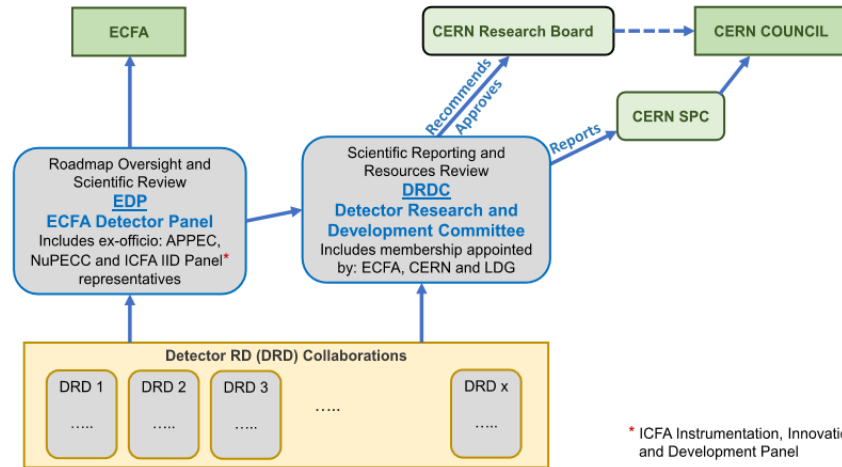 ECFA
CERN Research Board
CERN COUNCIL
Recommends
Approves
Reports
CERN SPC
Roadmap Oversight and
Scientific Review
EDP
ECFA Detector Panel
Includes ex-officio: APPEC,
NuPECC and ICFA IID Panel*
representatives
Scientific Reporting and
Resources Review
DRDC
Detector Research and
Development Committee
Includes membership appointed
by: ECFA, CERN and LDG
Detector RD (DRD) Collaborations
DRD 1
.....
DRD 2
.....
DRD 3
.....
.....
DRD x
.....
* ICFA Instrumentation, Innovatio
and Development Panel